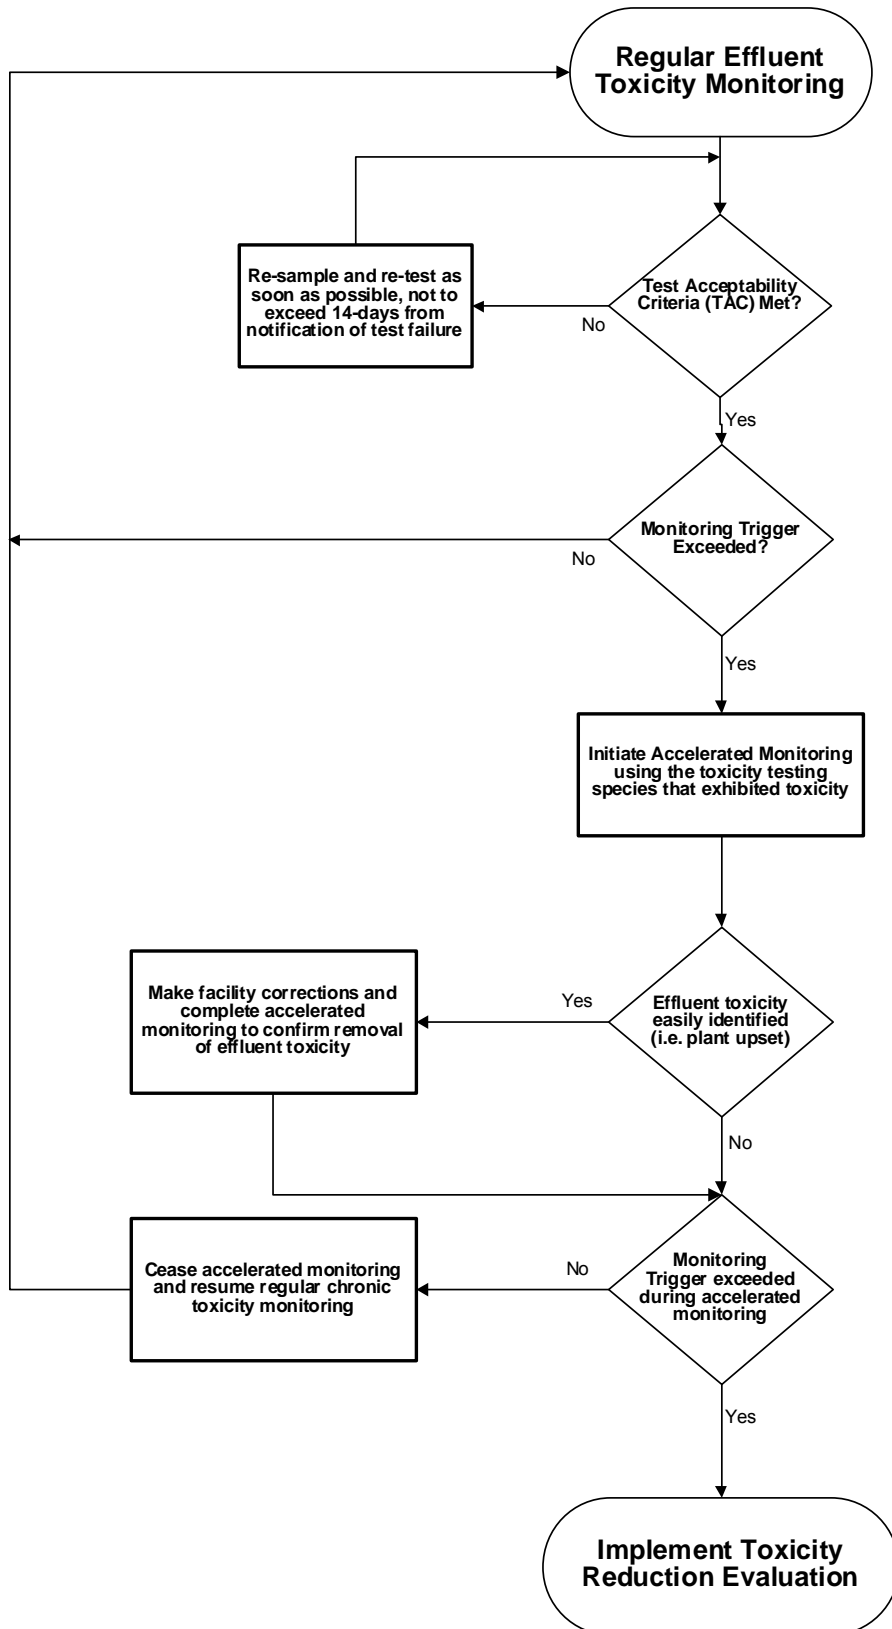 Regular Effluent
Toxicity Monitoring
Test Acceptability
Criteria (TAC) Met?
No
Re-sample and re-test as
soon as possible, not to
exceed 14-days from
notification of test failure
Yes
Monitoring Trigger
Exceeded?
No
Yes
Initiate Accelerated Monitoring
using the toxicity testing
species that exhibited toxicity
Effluent toxicity
easily identified
(i.e. plant upset)
Yes
Make facility corrections and
complete accelerated
monitoring to confirm removal
of effluent toxicity
No
Monitoring
Trigger exceeded
during accelerated
monitoring
No
Cease accelerated monitoring
and resume regular chronic
toxicity monitoring
Yes
Implement Toxicity
Reduction Evaluation